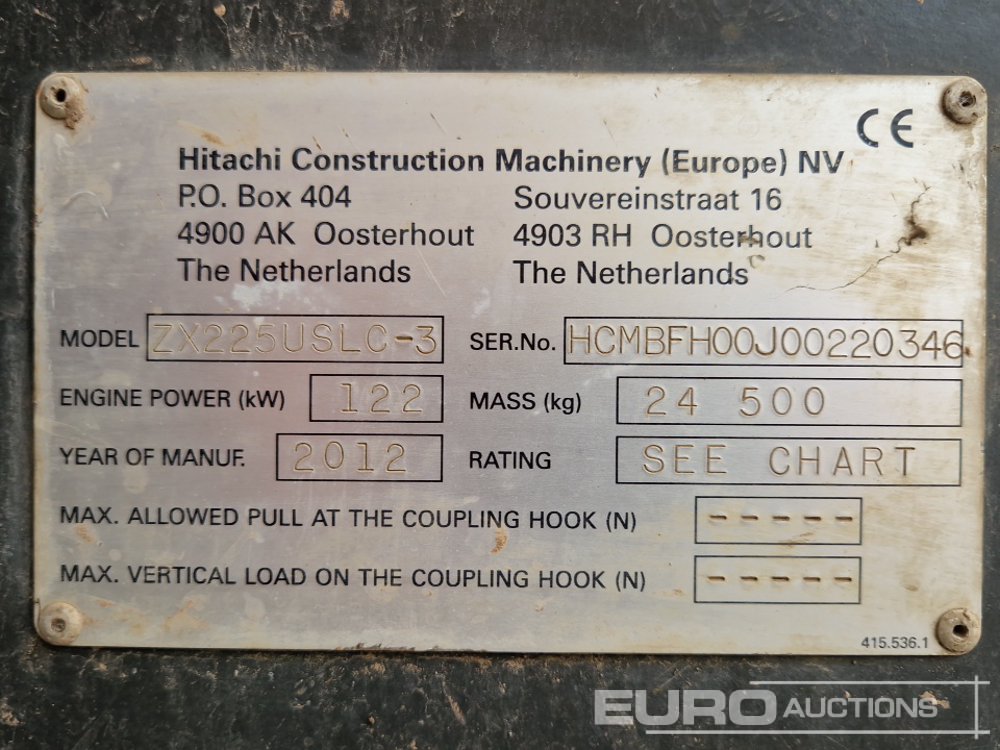 CE
Hitachi Construction Machinery (Europe) NV
P.O. Box 404 Souvereinstraat 16
4900 AK Oosterhout 4903 RH Oosterhout
The Netherlands The Netherlands
MODEL ZX225USLC-3 SER.No. HCMBFH00J00220346
ENGINE POWER (kW) 122 MASS (kg) 24 500
YEAR OF MANUF. 2012 RATING SEE CHART
MAX. ALLOWED PULL AT THE COUPLING HOOK (N) -----
MAX. VERTICAL LOAD ON THE COUPLING HOOK (N) -----
415.536.1
EURO AUCTIONS